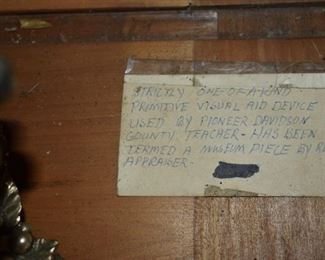 STRICTLY ONE-OF-A-KIND
PRIMITIVE VISUAL AID DEVICE
USED BY PIONEER DAVIDSON
COUNTY TEACHER - HAS BEEN
TERMED A MUSEUM PIECE BY
APPRAISER -